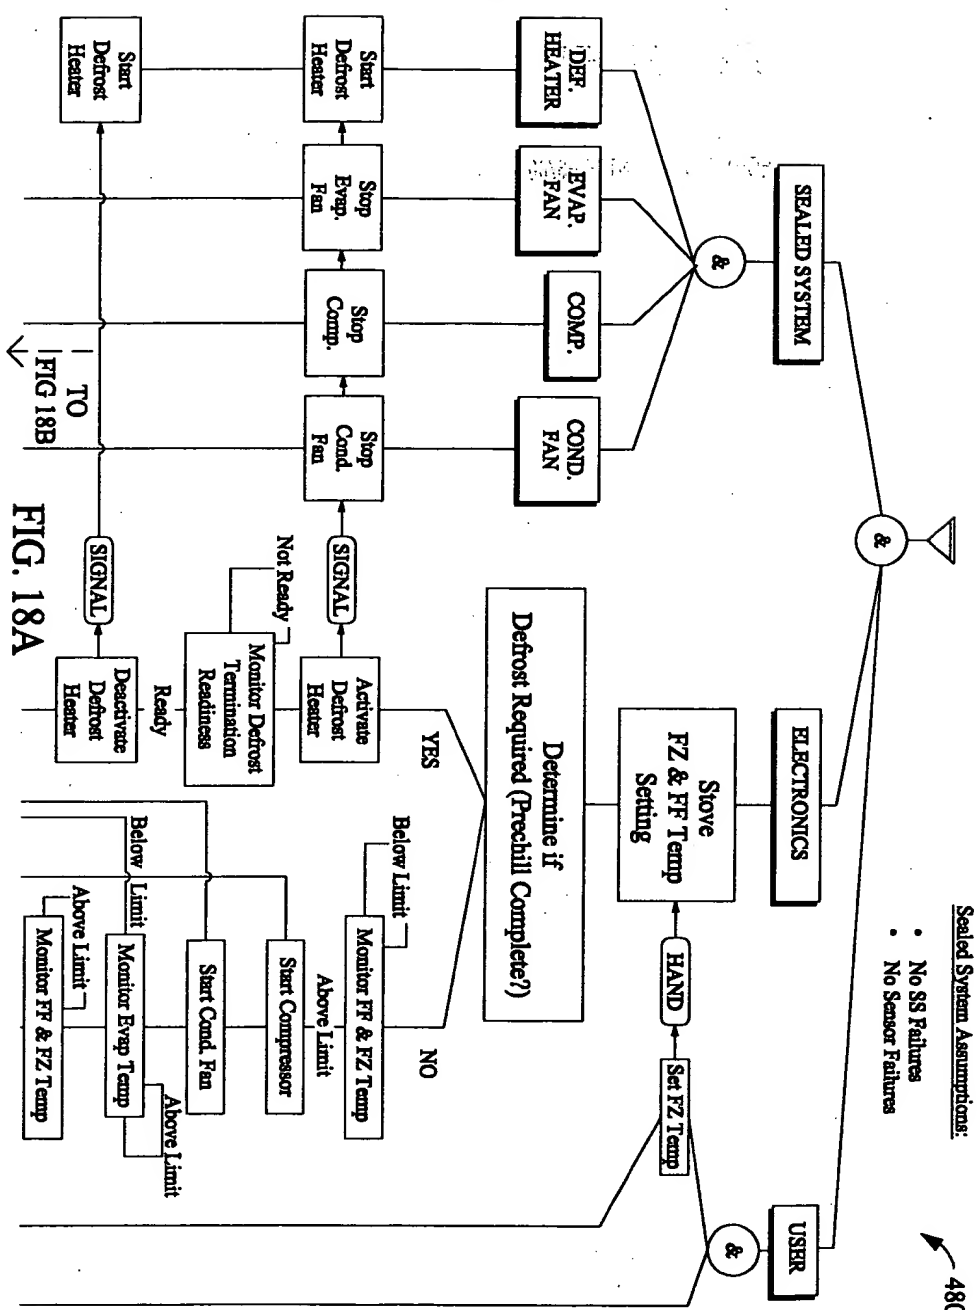 480
Sealed System Assumptions:
• No SS Failures
• No Sensor Failures
&
SEALED SYSTEM
ELECTRONICS
USER
&
&
DEF.
HEATER
EVAP.
FAN
COMP.
COND.
FAN
Stove
FZ & FF Temp
Setting
HAND
Set FZ Temp
Determine if
Defrost Required (Prechill Complete?)
YES
NO
Start
Defrost
Heater
Stop
Evap.
Fan
Stop
Comp.
Stop
Cond.
Fan
SIGNAL
Activate
Defrost
Heater
Below Limit
Monitor FF & FZ Temp
Above Limit
Not Ready
Monitor Defrost
Termination
Readiness
Ready
Start Compressor
Start Cond. Fan
Start
Defrost
Heater
SIGNAL
Deactivate
Defrost
Heater
Below Limit
Monitor Evap Temp
Above Limit
Above Limit
Monitor FF & FZ Temp
TO
FIG 18B
FIG. 18A